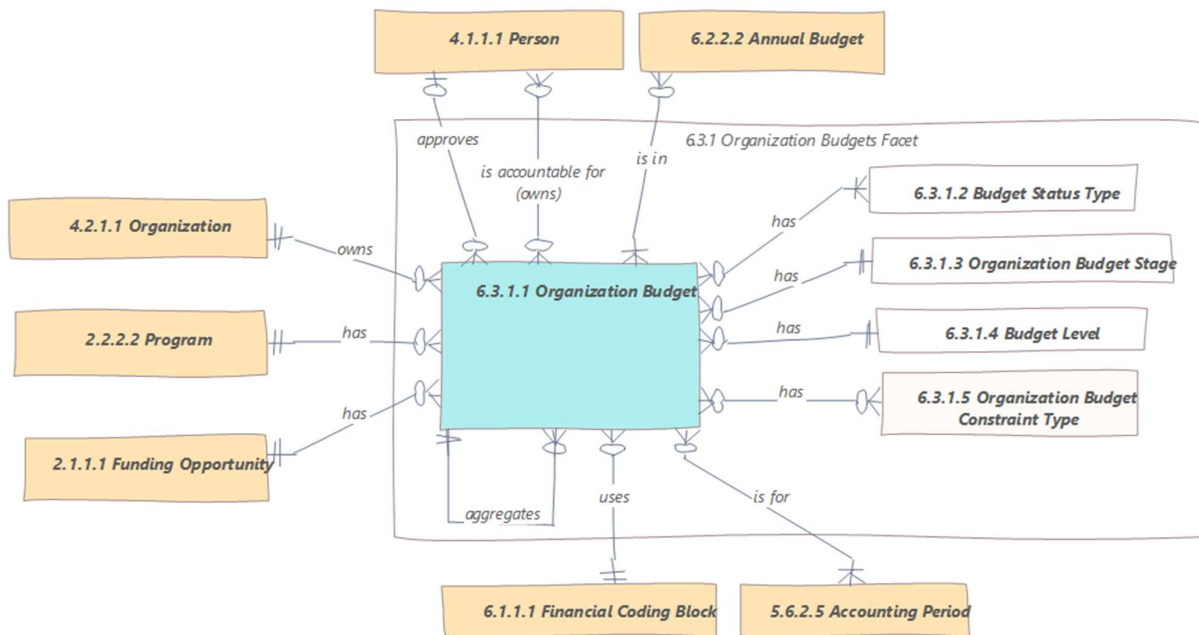 4.1.1.1 Person
6.2.2.2 Annual Budget
approves
is accountable for
(owns)
is in
6.3.1 Organization Budgets Facet
6.3.1.2 Budget Status Type
has
4.2.1.1 Organization
owns
6.3.1.3 Organization Budget Stage
has
6.3.1.1 Organization Budget
2.2.2.2 Program
has
has
6.3.1.4 Budget Level
has
has
6.3.1.5 Organization Budget
Constraint Type
2.1.1.1 Funding Opportunity
aggregates
uses
is for
6.1.1.1 Financial Coding Block
5.6.2.5 Accounting Period